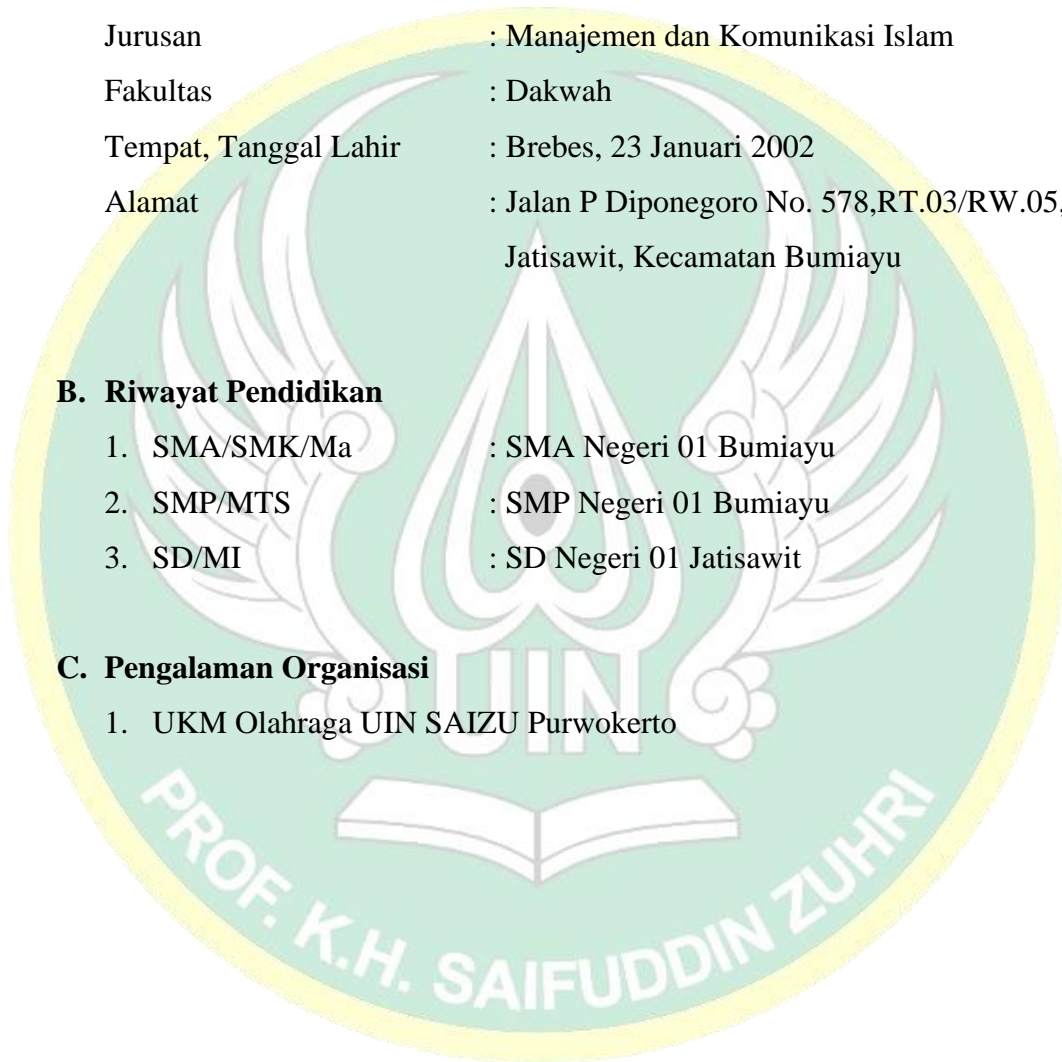 Jurusan : Manajemen dan Komunikasi Islam
Fakultas : Dakwah
Tempat, Tanggal Lahir : Brebes, 23 Januari 2002
Alamat : Jalan P Diponegoro No. 578,RT.03/RW.05,
Jatisawit, Kecamatan Bumiayu
B. Riwayat Pendidikan
1. SMA/SMK/Ma : SMA Negeri 01 Bumiayu
2. SMP/MTS : SMP Negeri 01 Bumiayu
3. SD/MI : SD Negeri 01 Jatisawit
C. Pengalaman Organisasi
1. UKM Olahraga UIN SAIZU Purwokerto
UIN
PROF. K.H. SAIFUDDIN ZUHRI